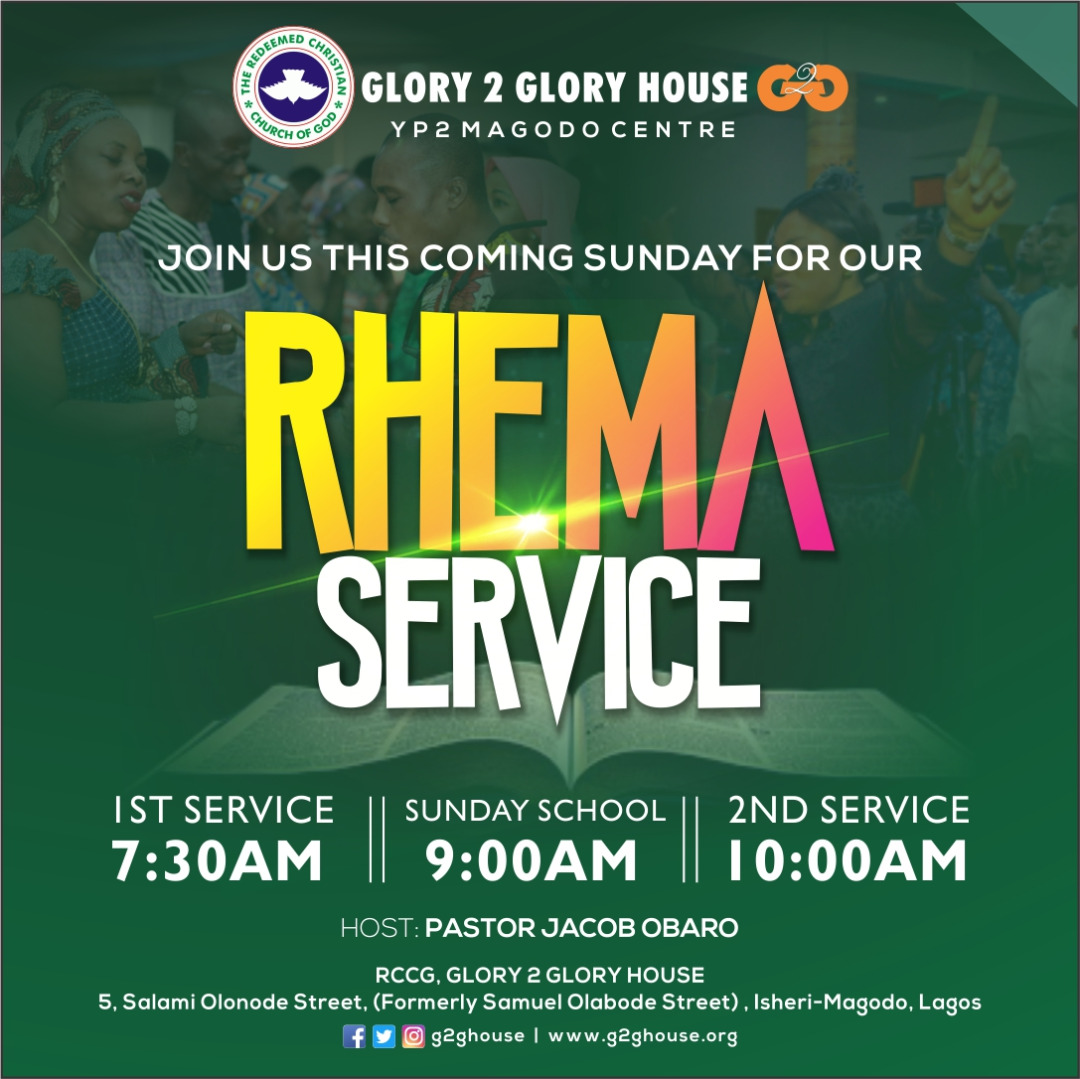 THE REDEEMED CHRISTIAN
CHURCH OF GOD
GLORY 2 GLORY HOUSE G2G
YP2 MAGODO CENTRE
JOIN US THIS COMING SUNDAY FOR OUR
RHEMA
SERVICE
1ST SERVICE || SUNDAY SCHOOL || 2ND SERVICE
7:30AM 9:00AM 10:00AM
HOST: PASTOR JACOB OBARO
RCCG, GLORY 2 GLORY HOUSE
5, Salami Olonode Street, (Formerly Samuel Olabode Street) , Isheri-Magodo, Lagos
g2ghouse | www.g2ghouse.org